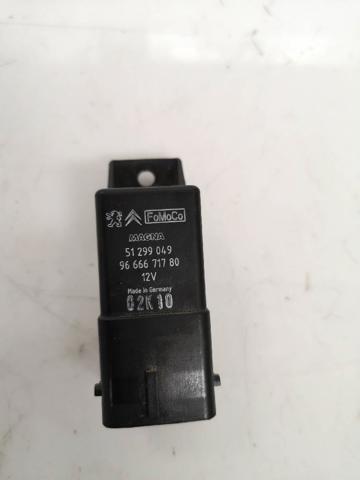 FoMoCo
MAGNA
51 299 049
96 666 717 80
12V
Made in Germany
02K10